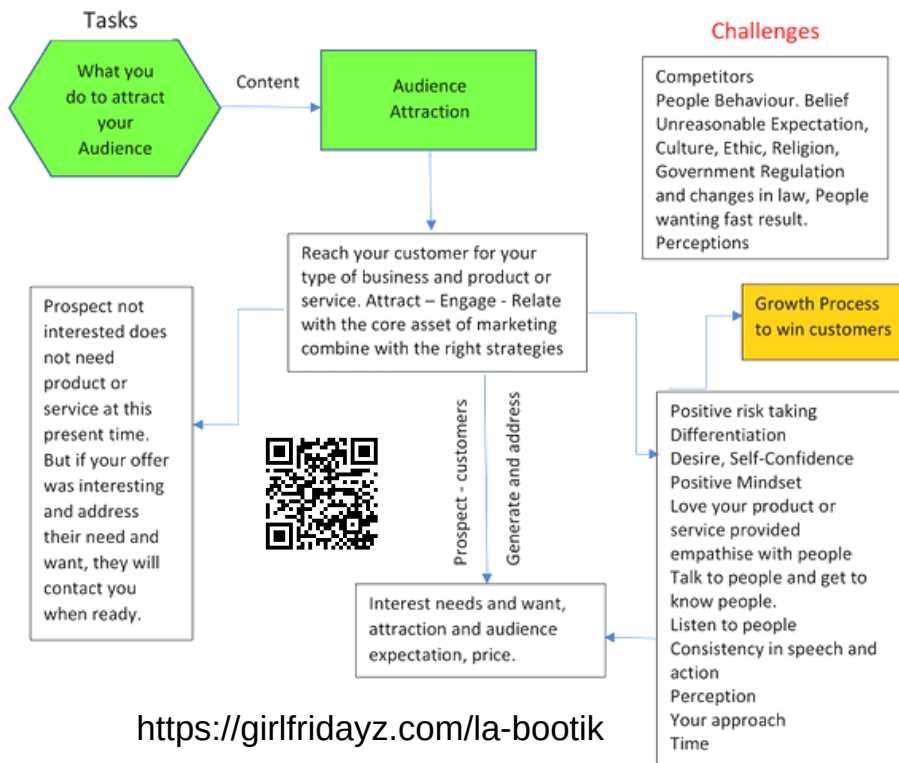 Tasks
What you
do to attract
your
Audience
Content
Audience
Attraction
Challenges
Competitors
People Behaviour. Belief
Unreasonable Expectation,
Culture, Ethic, Religion,
Government Regulation
and changes in law, People
wanting fast result.
Perceptions
Reach your customer for your
type of business and product or
service. Attract – Engage - Relate
with the core asset of marketing
combine with the right strategies
Growth Process
to win customers
Prospect not
interested does
not need
product or
service at this
present time.
But if your offer
was interesting
and address
their need and
want, they will
contact you
when ready.
Prospect - customers
Generate and address
Positive risk taking
Differentiation
Desire, Self-Confidence
Positive Mindset
Love your product or
service provided
empathise with people
Talk to people and get to
know people.
Listen to people
Consistency in speech and
action
Perception
Your approach
Time
Interest needs and want,
attraction and audience
expectation, price.
https://girlfridayz.com/la-bootik